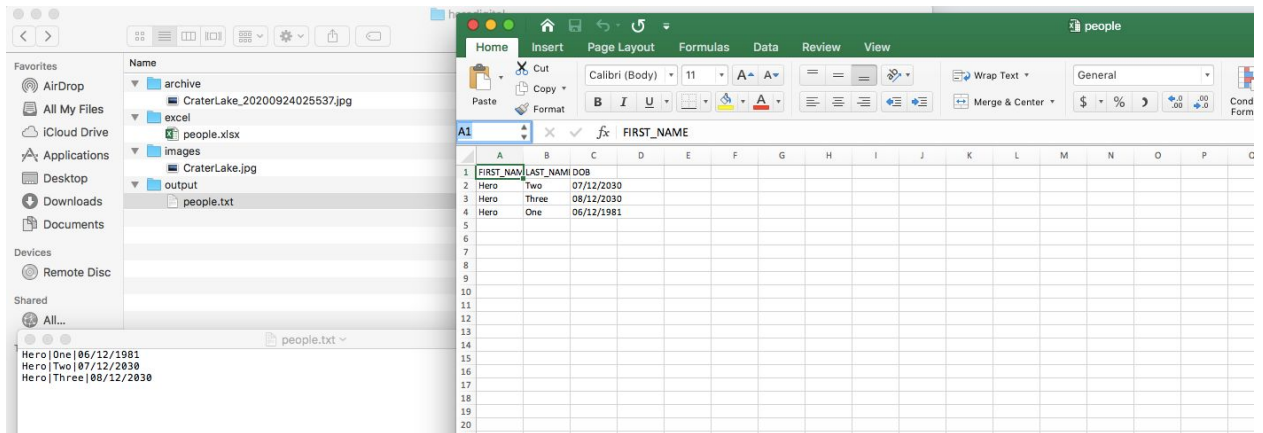 Name
Favorites
AirDrop
All My Files
iCloud Drive
Applications
Desktop
Downloads
Documents
Devices
Remote Disc
Shared
All...
archive
CraterLake_20200924025537.jpg
excel
people.xlsx
images
CraterLake.jpg
output
people.txt
people.txt
Hero|One|06/12/1981
Hero|Two|07/12/2030
Hero|Three|08/12/2030
people
Home Insert Page Layout Formulas Data Review View
Paste
Cut
Copy
Format
Calibri (Body) 11 A A
B I U A
Wrap Text
Merge & Center
General
$ % )
Cond
Form
A1 fx FIRST_NAME
A B C D E F G H I J K L M N O P
1 FIRST_NAM LAST_NAMI DOB
2 Hero Two 07/12/2030
3 Hero Three 08/12/2030
4 Hero One 06/12/1981
5
6
7
8
9
10
11
12
13
14
15
16
17
18
19
20